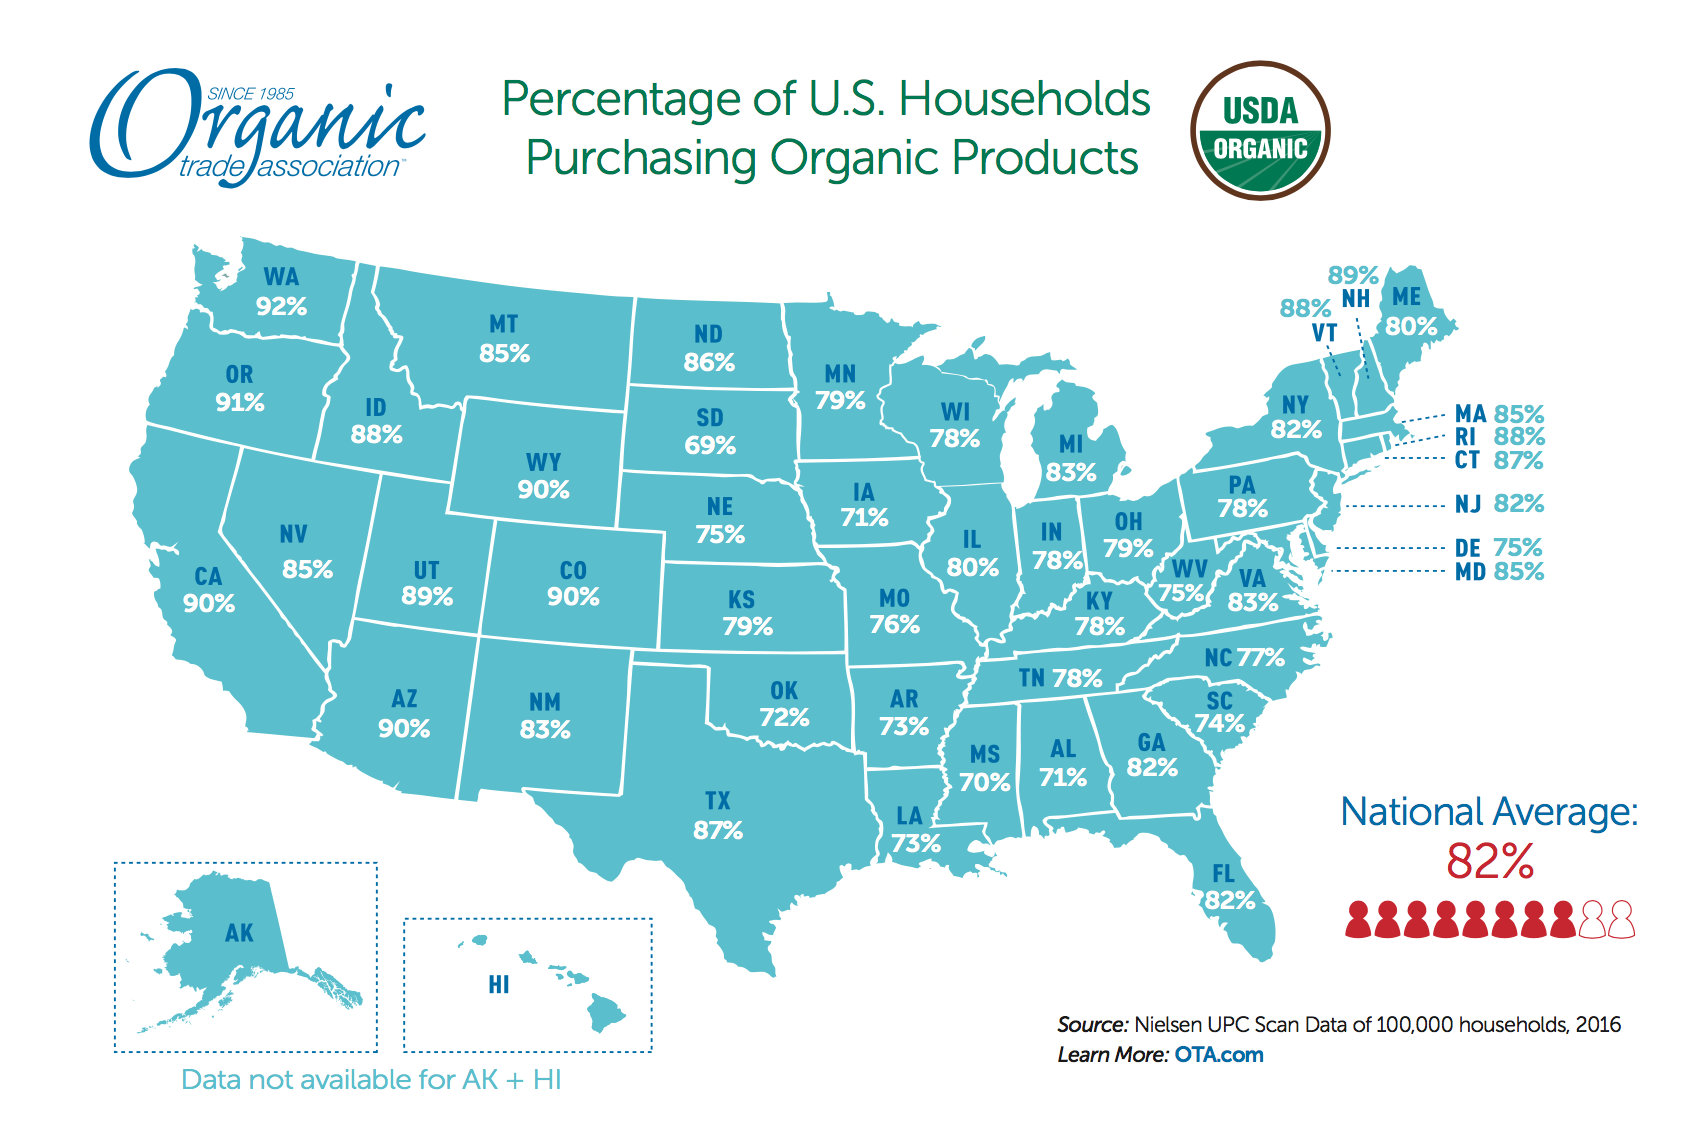 SINCE 1985
Organic
trade association™
Percentage of U.S. Households
Purchasing Organic Products
USDA
ORGANIC
WA
92%
OR
91%
CA
90%
ID
88%
NV
85%
MT
85%
WY
90%
UT
89%
CO
90%
AZ
90%
NM
83%
ND
86%
SD
69%
NE
75%
KS
79%
OK
72%
TX
87%
MN
79%
IA
71%
MO
76%
AR
73%
LA
73%
WI
78%
IL
80%
MI
83%
IN
78%
OH
79%
KY
78%
TN 78%
MS
70%
AL
71%
GA
82%
FL
82%
SC
74%
NC 77%
VA
83%
WV
75%
PA
78%
NY
82%
88%
VT
89%
NH
ME
80%
MA 85%
RI 88%
CT 87%
NJ 82%
DE 75%
MD 85%
National Average:
82%
AK
HI
Data not available for AK + HI
Source: Nielsen UPC Scan Data of 100,000 households, 2016
Learn More: OTA.com